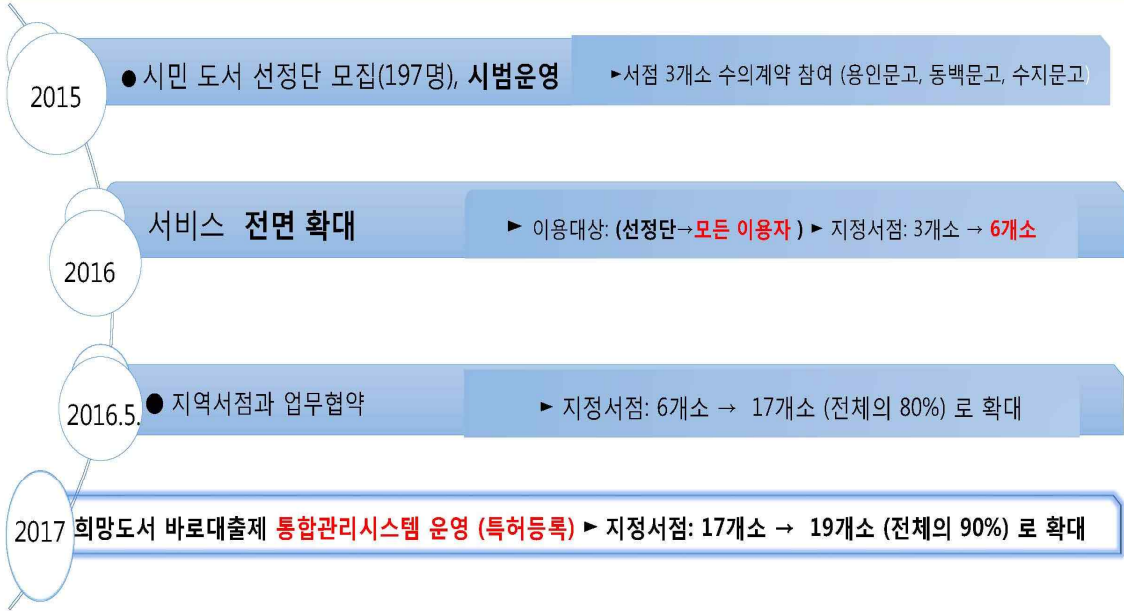 2015
● 시민 도서 선정단 모집(197명), 시범운영
►서점 3개소 수의계약 참여 (용인문고, 동백문고, 수지문고)
2016
서비스 전면 확대
► 이용대상: (선정단→모든 이용자 ) ► 지정서점: 3개소 → 6개소
2016.5.
● 지역서점과 업무협약
► 지정서점: 6개소 → 17개소 (전체의 80%) 로 확대
2017
희망도서 바로대출제 통합관리시스템 운영 (특허등록) ► 지정서점: 17개소 → 19개소 (전체의 90%) 로 확대